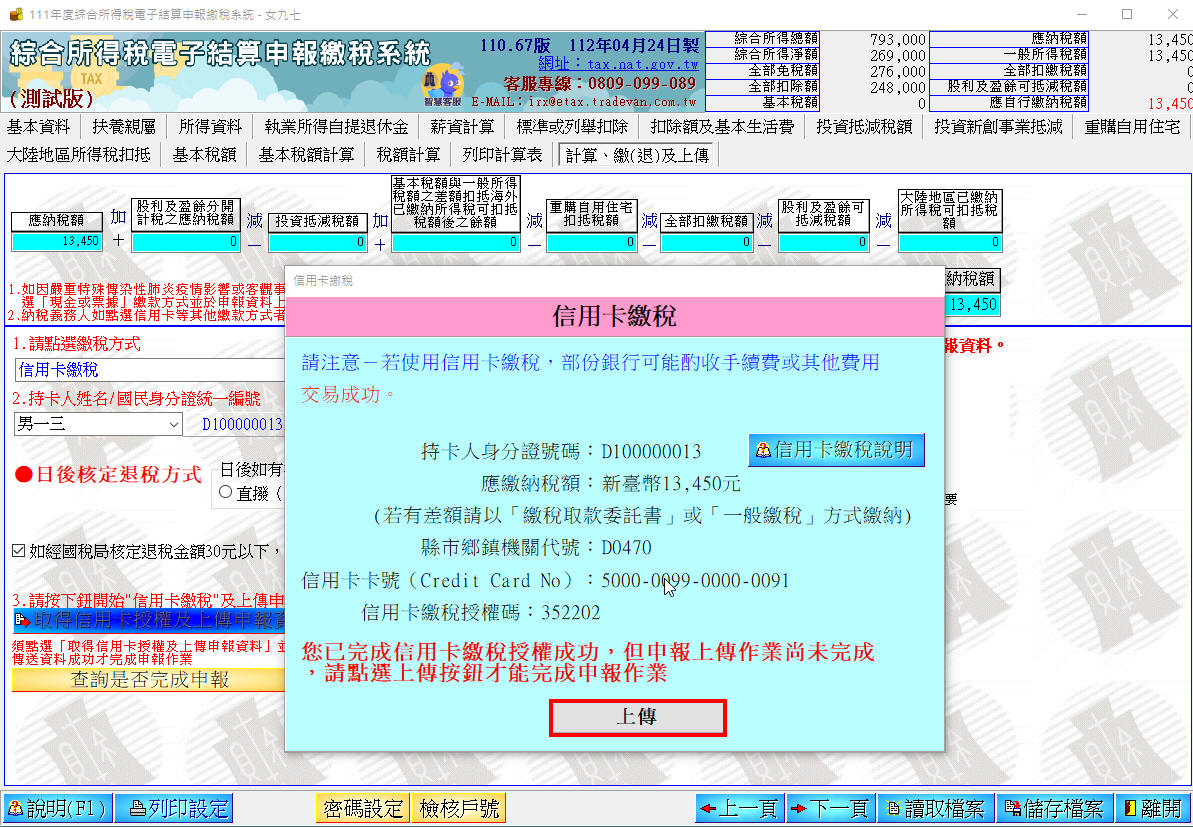 111年度綜合所得稅電子結算申報繳稅系統 - 女九七
綜合所得稅電子結算申報繳稅系統
TAX
(測試版)
智慧客服
110.67版 112年04月24日製
網址：tax.nat.gov.tw
客服專線：0809-099-089
E-MAIL：irx@etax.tradevan.com.tw
綜合所得總額 793,000 應納稅額 13,450
綜合所得淨額 269,000 一般所得稅額 13,450
全部免稅額 276,000 全部扣繳稅額 0
全部扣除額 248,000 股利及盈餘可抵減稅額 0
基本稅額 0 應自行繳納稅額 13,450
基本資料 扶養親屬 所得資料 執業所得自提退休金 薪資計算 標準或列舉扣除 扣除額及基本生活費 投資抵減稅額 投資新創事業抵減 重購自用住宅
大陸地區所得稅扣抵 基本稅額 基本稅額計算 稅額計算 列印計算表 計算、繳(退)及上傳
應納稅額
13,450
加
+
股利及盈餘分開
計稅之應納稅額
0
減
—
投資抵減稅額
0
加
+
基本稅額與一般所得
稅額之差額扣抵海外
已繳納所得稅可扣抵
稅額後之餘額
0
減
—
重購自用住宅
扣抵稅額
0
減
—
全部扣繳稅額
0
減
—
股利及盈餘可
抵減稅額
0
減
—
大陸地區已繳納
所得稅可扣抵稅
額
0
1.如因嚴重特殊傳染性肺炎疫情影響或客觀事
選「現金或票據」繳款方式並於申報資料上
2.納稅義務人如點選信用卡等其他繳款方式者
納稅額
13,450
1.請點選繳稅方式
信用卡繳稅
報資料。
2.持卡人姓名/國民身分證統一編號
男一三 D100000013
●日後核定退稅方式
日後如有
直撥（
要
如經國稅局核定退稅金額30元以下，
3.請按下鈕開始"信用卡繳稅"及上傳申
取得信用卡授權及上傳申報資
須點選「取得信用卡授權及上傳申報資料」並
傳送資料成功才完成申報作業
查詢是否完成申報
信用卡繳稅
信用卡繳稅
請注意－若使用信用卡繳稅，部份銀行可能酌收手續費或其他費用
交易成功。
持卡人身分證號碼：D100000013
信用卡繳稅說明
應繳納稅額：新臺幣13,450元
(若有差額請以「繳稅取款委託書」或「一般繳稅」方式繳納)
縣市鄉鎮機關代號：D0470
信用卡卡號（Credit Card No）：5000-0099-0000-0091
信用卡繳稅授權碼：352202
您已完成信用卡繳稅授權成功，但申報上傳作業尚未完成
，請點選上傳按鈕才能完成申報作業
上傳
說明(F1) 列印設定 密碼設定 檢核戶號 上一頁 下一頁 讀取檔案 儲存檔案 離開